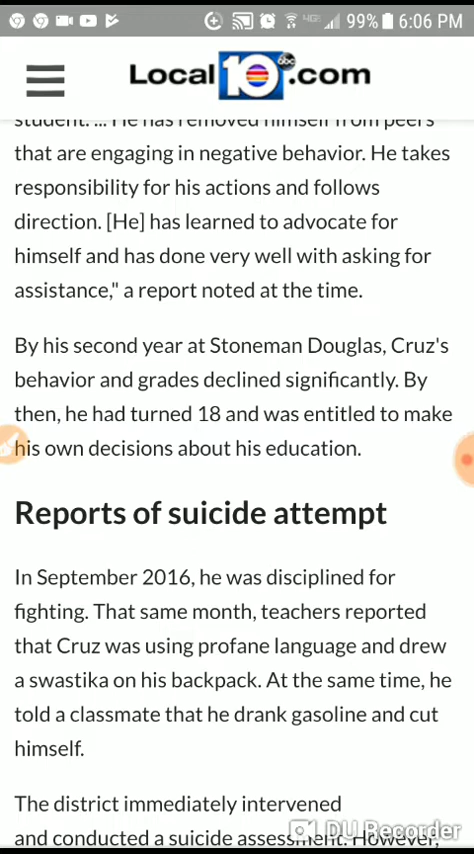 4G 99% 6:06 PM
Local 10 abc .com
student. ... He has removed himself from peers
that are engaging in negative behavior. He takes
responsibility for his actions and follows
direction. [He] has learned to advocate for
himself and has done very well with asking for
assistance," a report noted at the time.
By his second year at Stoneman Douglas, Cruz's
behavior and grades declined significantly. By
then, he had turned 18 and was entitled to make
his own decisions about his education.
Reports of suicide attempt
In September 2016, he was disciplined for
fighting. That same month, teachers reported
that Cruz was using profane language and drew
a swastika on his backpack. At the same time, he
told a classmate that he drank gasoline and cut
himself.
The district immediately intervened
and conducted a suicide assessment. However,
DU Recorder